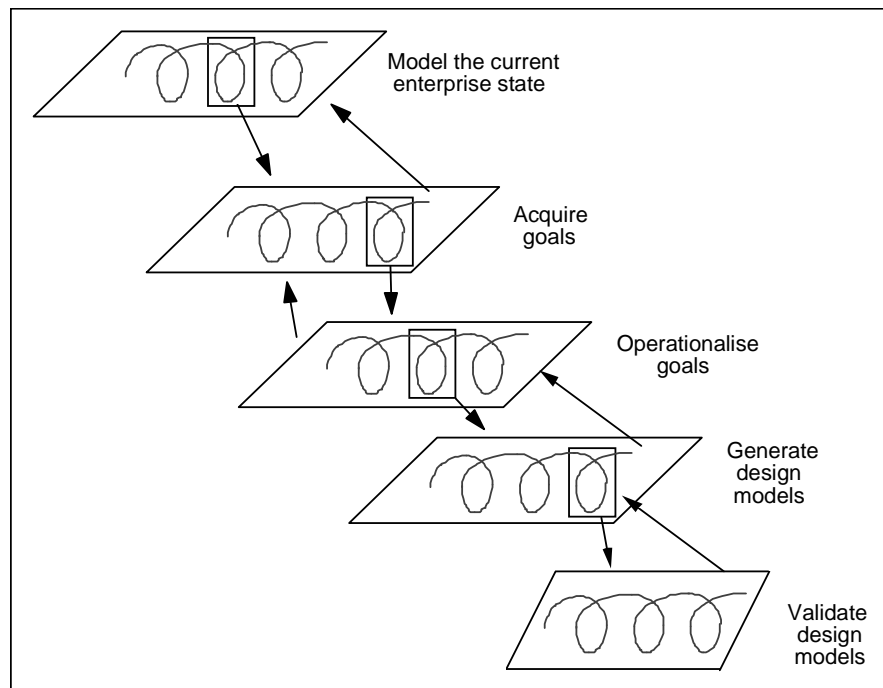 Model the current
enterprise state
Acquire
goals
Operationalise
goals
Generate
design
models
Validate
design
models